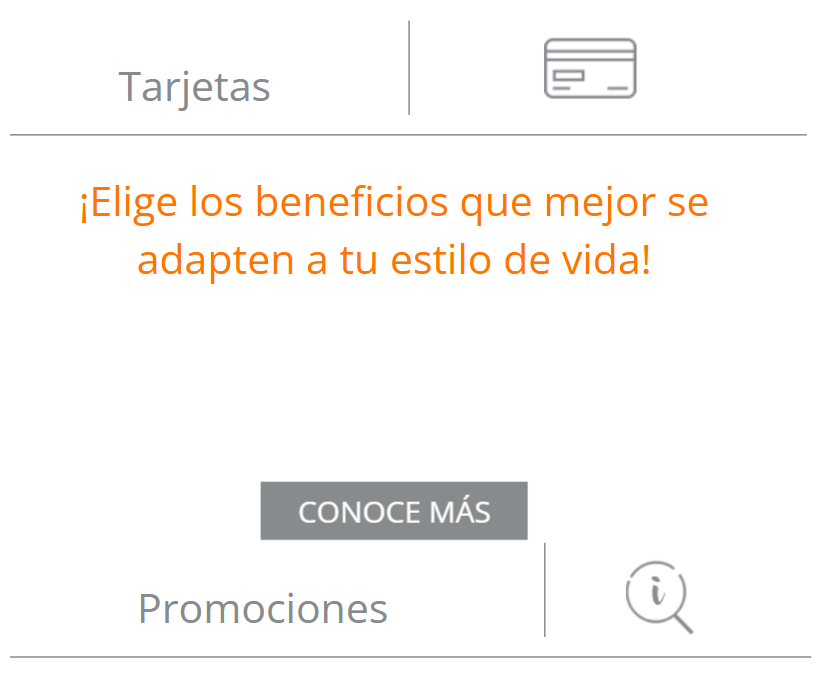 Tarjetas
¡Elige los beneficios que mejor se
adapten a tu estilo de vida!
CONOCE MÁS
Promociones
i